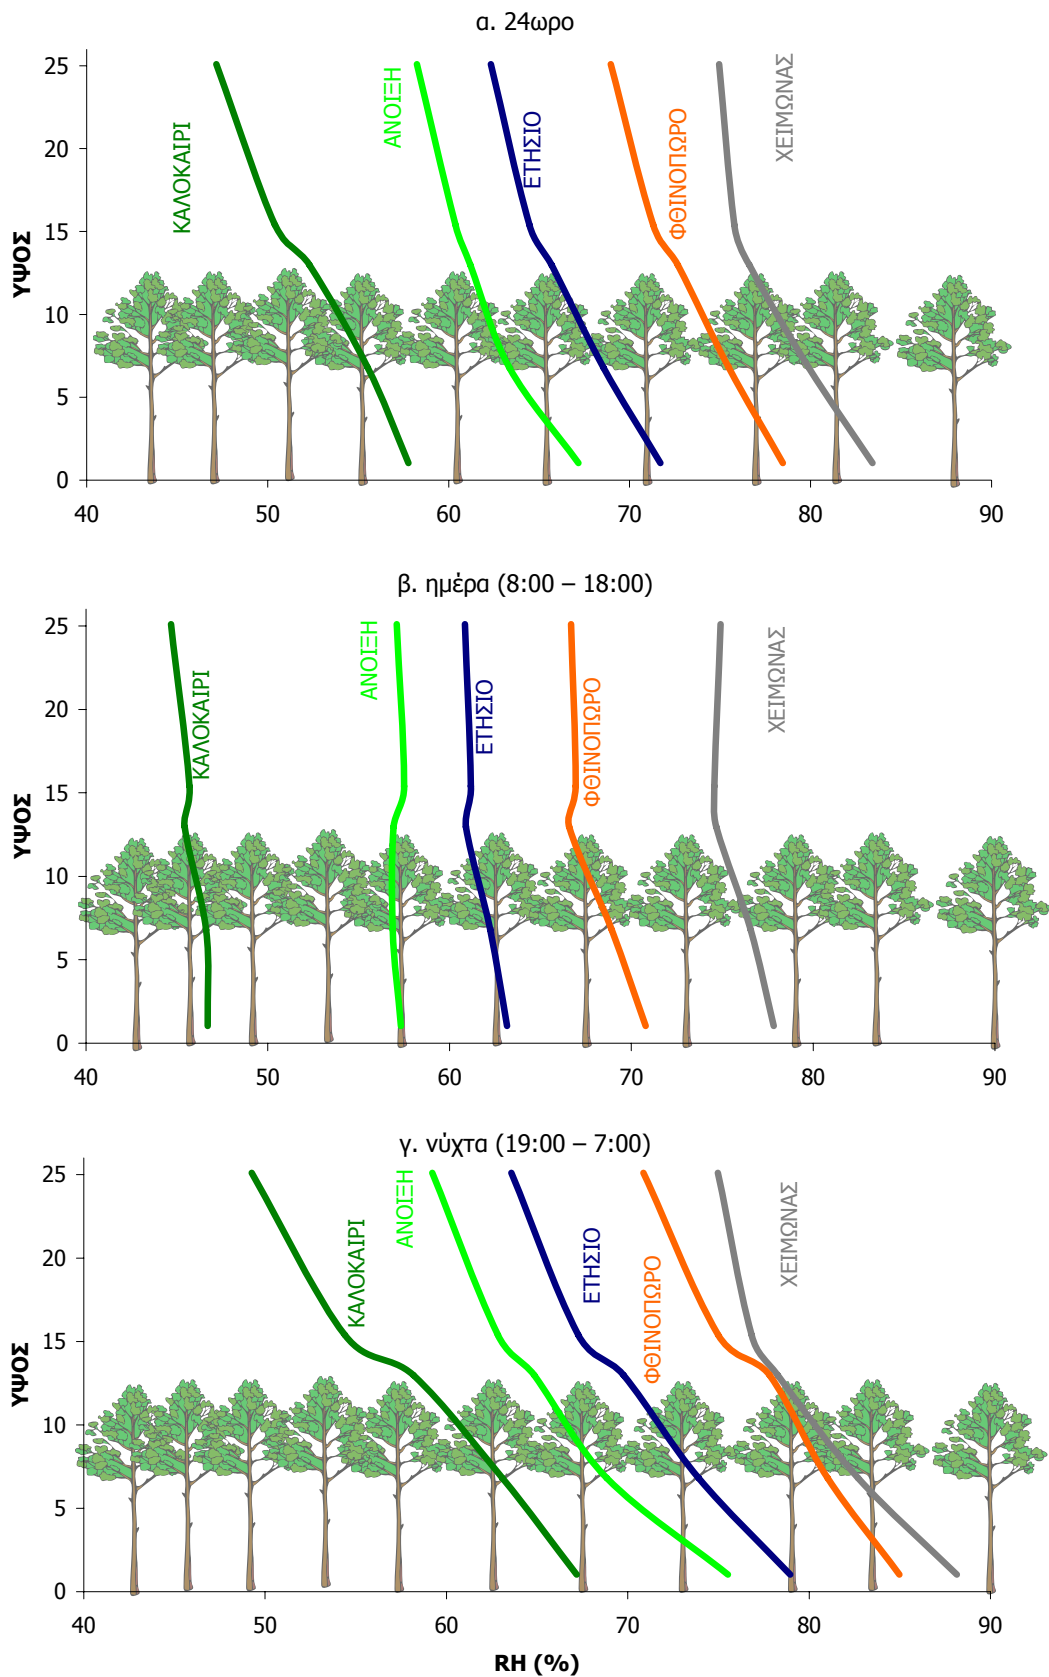 α. 24ωρο
25
20
15
10
5
0
ΥΨΟΣ
ΚΑΛΟΚΑΙΡΙ
ΑΝΟΙΞΗ
ΕΤΗΣΙΟ
ΦΘΙΝΟΠΩΡΟ
ΧΕΙΜΩΝΑΣ
40 50 60 70 80 90
β. ημέρα (8:00 – 18:00)
25
20
15
10
5
0
ΥΨΟΣ
ΚΑΛΟΚΑΙΡΙ
ΑΝΟΙΞΗ
ΕΤΗΣΙΟ
ΦΘΙΝΟΠΩΡΟ
ΧΕΙΜΩΝΑΣ
40 50 60 70 80 90
γ. νύχτα (19:00 – 7:00)
25
20
15
10
5
0
ΥΨΟΣ
ΚΑΛΟΚΑΙΡΙ
ΑΝΟΙΞΗ
ΕΤΗΣΙΟ
ΦΘΙΝΟΠΩΡΟ
ΧΕΙΜΩΝΑΣ
40 50 60 70 80 90
RH (%)